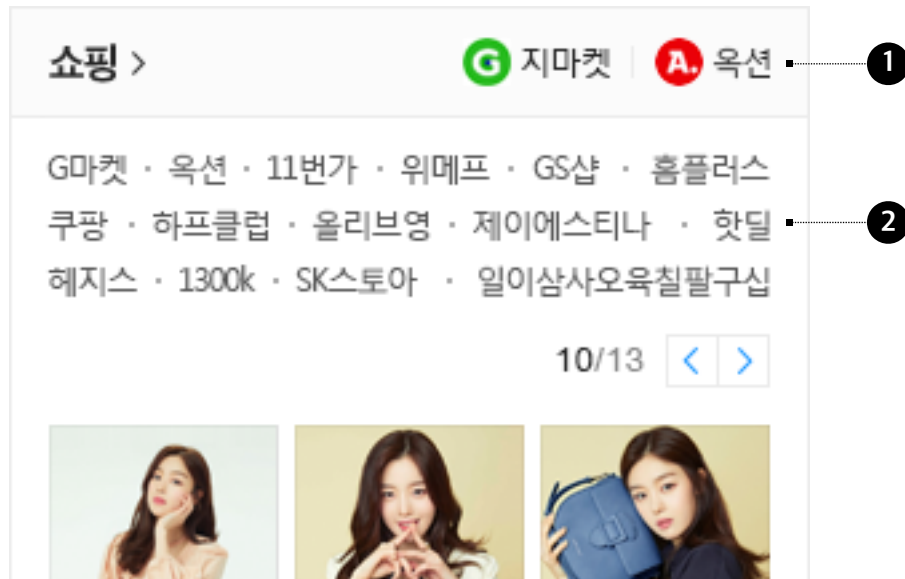 쇼핑 >
G 지마켓 | A. 옥션
1
G마켓 · 옥션 · 11번가 · 위메프 · GS샵 · 홈플러스
쿠팡 · 하프클럽 · 올리브영 · 제이에스티나 · 핫딜
2
헤지스 · 1300k · SK스토아 · 일이삼사오육칠팔구십
10/13 < >